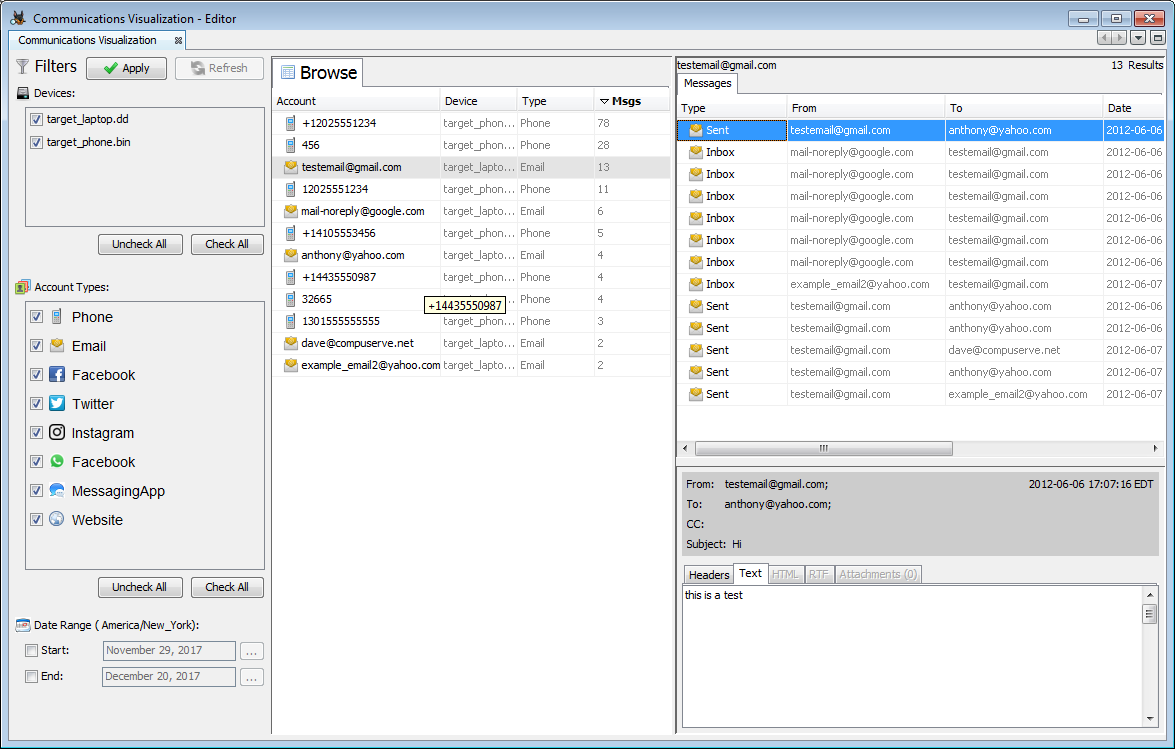 Communications Visualization - Editor
Communications Visualization
Filters Apply Refresh
Devices:
target_laptop.dd
target_phone.bin
Uncheck All Check All
Account Types:
Phone
Email
Facebook
Twitter
Instagram
Facebook
MessagingApp
Website
Uncheck All Check All
Date Range ( America/New_York):
Start: November 29, 2017 ...
End: December 20, 2017 ...
Browse
Account Device Type Msgs
+12025551234 target_phon... Phone 78
456 target_phon... Phone 28
testemail@gmail.com target_lapto... Email 13
12025551234 target_phon... Phone 11
mail-noreply@google.com target_lapto... Email 6
+14105553456 target_phon... Phone 5
anthony@yahoo.com target_lapto... Email 4
+14435550987 target_phon... Phone 4
32665 target_phon... Phone 4
+14435550987
1301555555555 target_phon... Phone 3
dave@compuserve.net target_lapto... Email 2
example_email2@yahoo.com target_lapto... Email 2
testemail@gmail.com 13 Results
Messages
Type From To Date
Sent testemail@gmail.com anthony@yahoo.com 2012-06-06
Inbox mail-noreply@google.com testemail@gmail.com 2012-06-06
Inbox mail-noreply@google.com testemail@gmail.com 2012-06-06
Inbox mail-noreply@google.com testemail@gmail.com 2012-06-06
Inbox mail-noreply@google.com testemail@gmail.com 2012-06-06
Inbox mail-noreply@google.com testemail@gmail.com 2012-06-06
Inbox mail-noreply@google.com testemail@gmail.com 2012-06-06
Inbox example_email2@yahoo.com testemail@gmail.com 2012-06-07
Sent testemail@gmail.com anthony@yahoo.com 2012-06-06
Sent testemail@gmail.com anthony@yahoo.com 2012-06-06
Sent testemail@gmail.com dave@compuserve.net 2012-06-07
Sent testemail@gmail.com anthony@yahoo.com 2012-06-07
Sent testemail@gmail.com example_email2@yahoo.com 2012-06-07
From: testemail@gmail.com; 2012-06-06 17:07:16 EDT
To: anthony@yahoo.com;
CC:
Subject: Hi
Headers Text HTML RTF Attachments (0)
this is a test